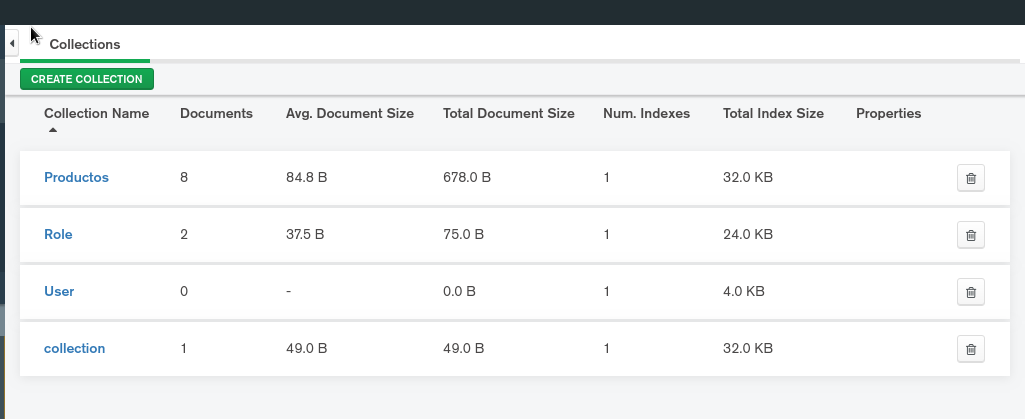 Collections
CREATE COLLECTION
Collection Name Documents Avg. Document Size Total Document Size Num. Indexes Total Index Size Properties
Productos 8 84.8 B 678.0 B 1 32.0 KB
Role 2 37.5 B 75.0 B 1 24.0 KB
User 0 - 0.0 B 1 4.0 KB
collection 1 49.0 B 49.0 B 1 32.0 KB